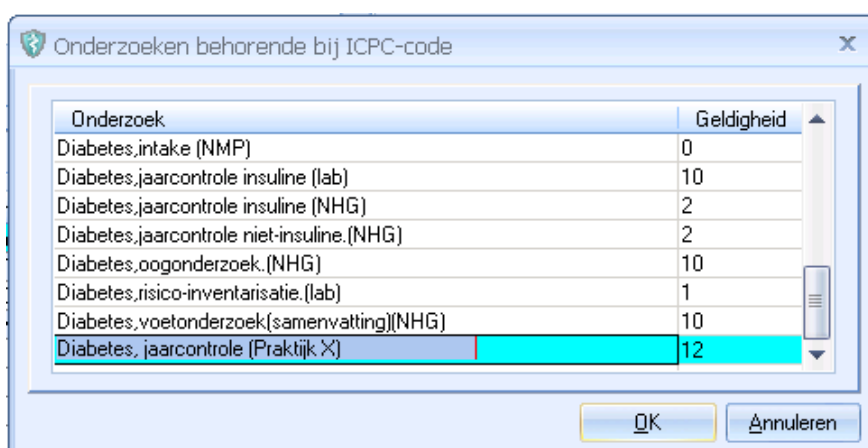 Onderzoeken behorende bij ICPC-code
Onderzoek Geldigheid
Diabetes,intake (NMP) 0
Diabetes,jaarcontrole insuline (lab) 10
Diabetes,jaarcontrole insuline (NHG) 2
Diabetes,jaarcontrole niet-insuline.(NHG) 2
Diabetes,oogonderzoek.(NHG) 10
Diabetes,risico-inventarisatie.(lab) 1
Diabetes,voetonderzoek(samenvatting)(NHG) 10
Diabetes, jaarcontrole (Praktijk X) 12
OK Annuleren